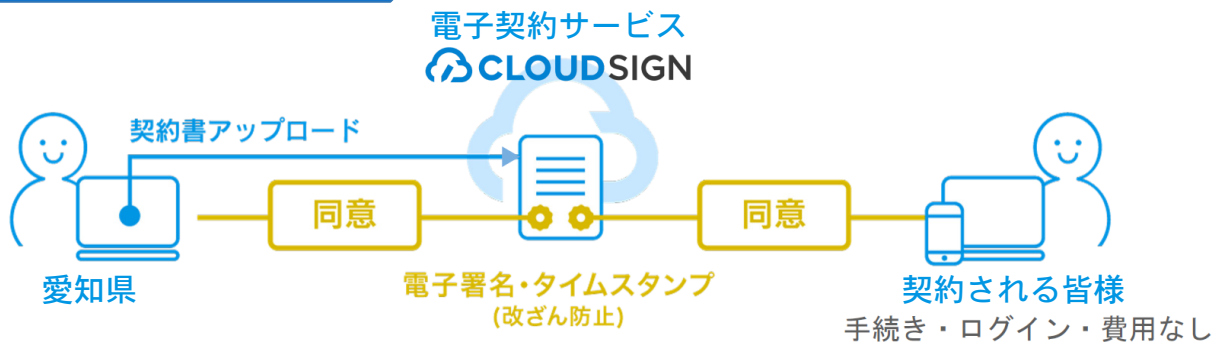 電子契約サービス
CLOUDSIGN
契約書アップロード
同意
同意
電子署名・タイムスタンプ
(改ざん防止)
愛知県
契約される皆様
手続き・ログイン・費用なし